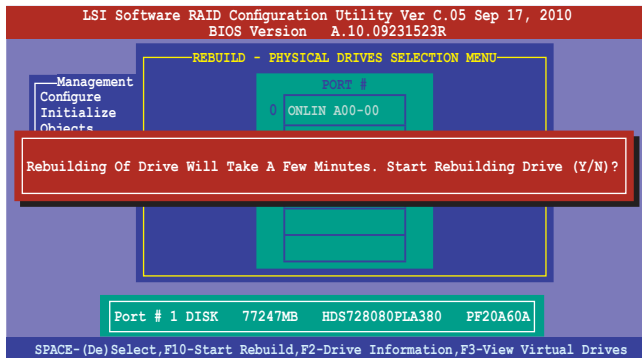 LSI Software RAID Configuration Utility Ver C.05 Sep 17, 2010
BIOS Version A.10.09231523R
REBUILD - PHYSICAL DRIVES SELECTION MENU
Management
Configure
Initialize
Objects
PORT #
0 ONLIN A00-00
Rebuilding Of Drive Will Take A Few Minutes. Start Rebuilding Drive (Y/N)?
Port # 1 DISK 77247MB HDS728080PLA380 PF20A60A
SPACE-(De)Select,F10-Start Rebuild,F2-Drive Information,F3-View Virtual Drives